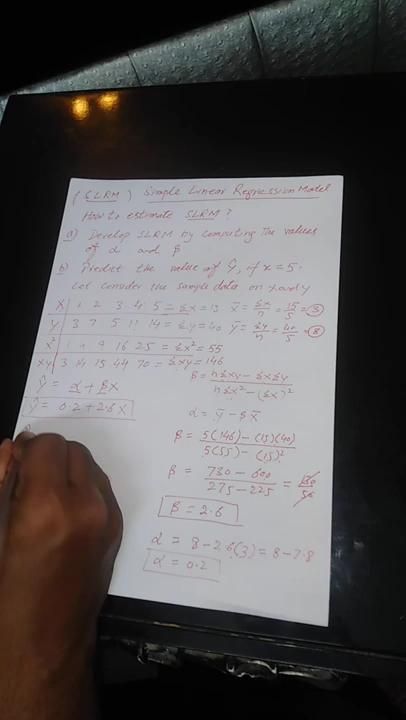 (SLRM) Simple Linear Regression Model
How to estimate SLRM?
a) Develop SLRM by computing the values
of α and β
b) Predict the value of Ŷ, if x = 5.
Let consider the sample data on x and y
X 1 2 3 4 5 = Σx = 15 X̄ = Σx/n = 15/5 = 3
Y 3 7 5 11 14 = Σy = 40 Ȳ = Σy/n = 40/5 = 8
X² 1 4 9 16 25 = Σx² = 55
XY 3 14 15 44 70 = Σxy = 146
Ŷ = α + βX
Ŷ = 0.2 + 2.6X
β = nΣxy - ΣxΣy / nΣx² - (Σx)²
α = Ȳ - βX̄
β = 5(146) - (15)(40) / 5(55) - (15)²
β = 730 - 600 / 275 - 225 = 130/50
β = 2.6
α = 8 - 2.6(3) = 8 - 7.8
α = 0.2